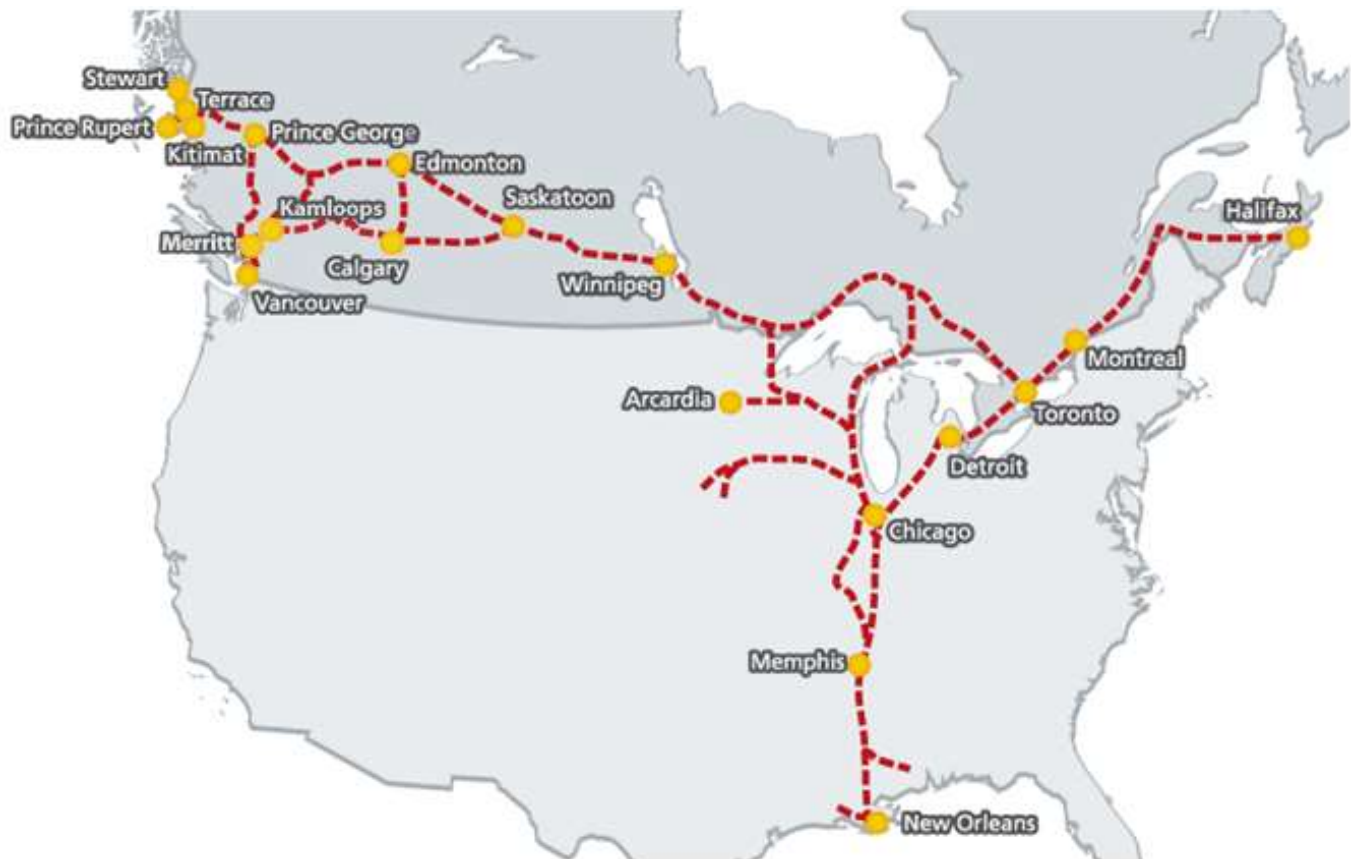 Stewart
Terrace
Prince Rupert
Prince George
Kitimat
Edmonton
Saskatoon
Kamloops
Halifax
Merritt
Calgary
Winnipeg
Vancouver
Montreal
Arcardia
Toronto
Detroit
Chicago
Memphis
New Orleans